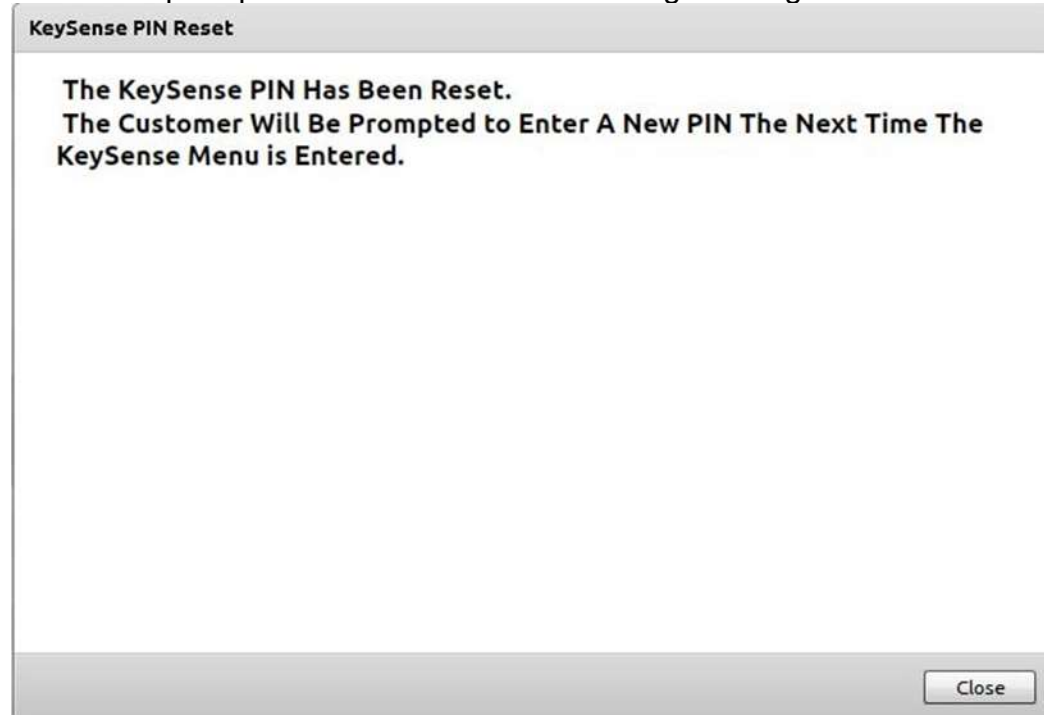 KeySense PIN Reset
The KeySense PIN Has Been Reset.
The Customer Will Be Prompted to Enter A New PIN The Next Time The
KeySense Menu is Entered.
Close